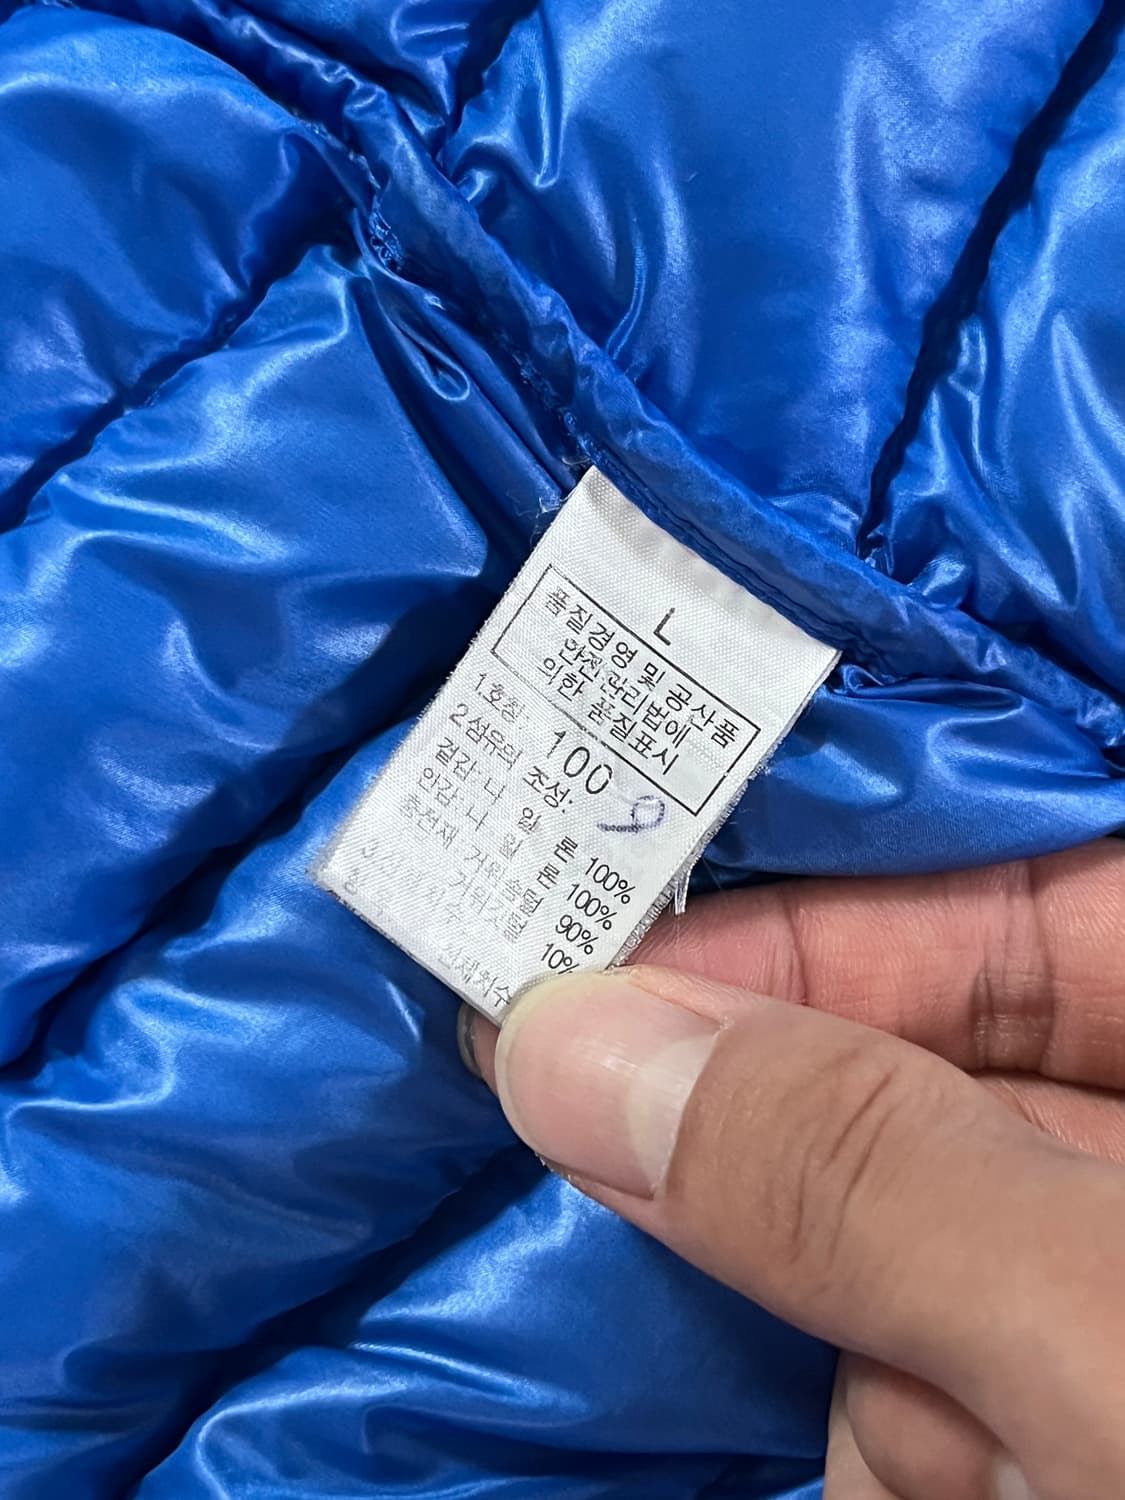 L
품질경영 및 공산품
안전관리법에
의한 품질표시
1.호칭: 100
9
2 섬유의 조성:
겉감 나 일 론 100%
안감 나 일 론 100%
충전재 거위솜털 90%
거위깃털 10%